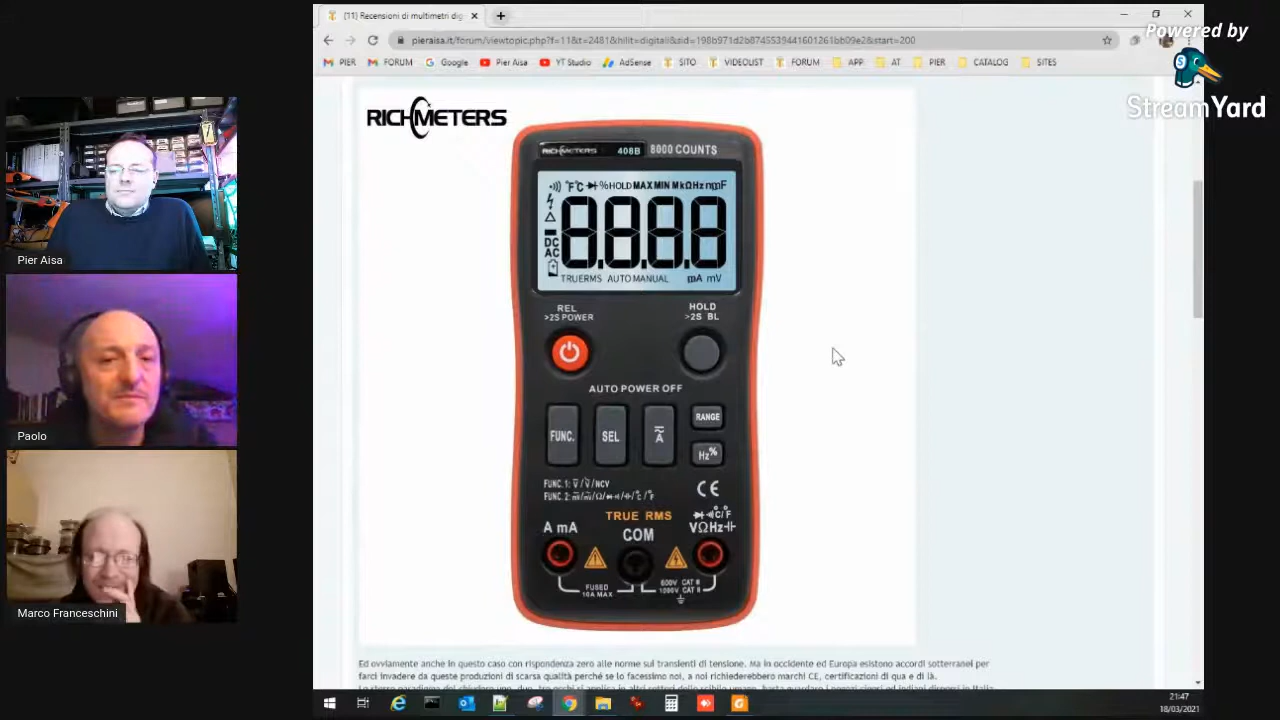 (11) Recensioni di multimetri dig
Powered by
StreamYard
pieraisa.it/forum/viewtopic.php?f=11&t=2481&hilit=digitali&sid=198b971d2b8745539441601261bb09e2&start=200
PIER FORUM Google Pier Aisa YT Studio AdSense SITO VIDEOLIST FORUM APP AT PIER CATALOG SITES
RICHMETERS
RICHMETERS 408B 8000 COUNTS
°F°C % HOLD MAX MIN MkΩHz nmF
8.8.8.8
DC
AC
TRUERMS AUTO MANUAL mA mV
REL
>2S POWER
HOLD
>2S BL
AUTO POWER OFF
FUNC. SEL A RANGE
Hz%
FUNC.1: V/V/NCV
FUNC.2:
CE
TRUE RMS
°C/°F
A mA
COM
VΩHz
FUSED
10A MAX
600V CAT III
1000V CAT II
Pier Aisa
Paolo
Marco Franceschini
Ed ovviamente anche in questo caso con rispondenza zero alle norme sui transienti di tensione. Ma in occidente ed Europa esistono accordi sotterranei per
farci invadere da queste produzioni di scarsa qualità perché se lo facessimo noi, a noi richiederebbero marchi CE, certificazioni di qua e di là.
21:47
18/03/2021